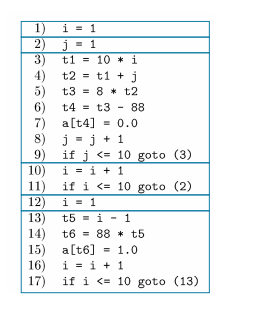 1) i = 1
2) j = 1
3) t1 = 10 * i
4) t2 = t1 + j
5) t3 = 8 * t2
6) t4 = t3 - 88
7) a[t4] = 0.0
8) j = j + 1
9) if j <= 10 goto (3)
10) i = i + 1
11) if i <= 10 goto (2)
12) i = 1
13) t5 = i - 1
14) t6 = 88 * t5
15) a[t6] = 1.0
16) i = i + 1
17) if i <= 10 goto (13)